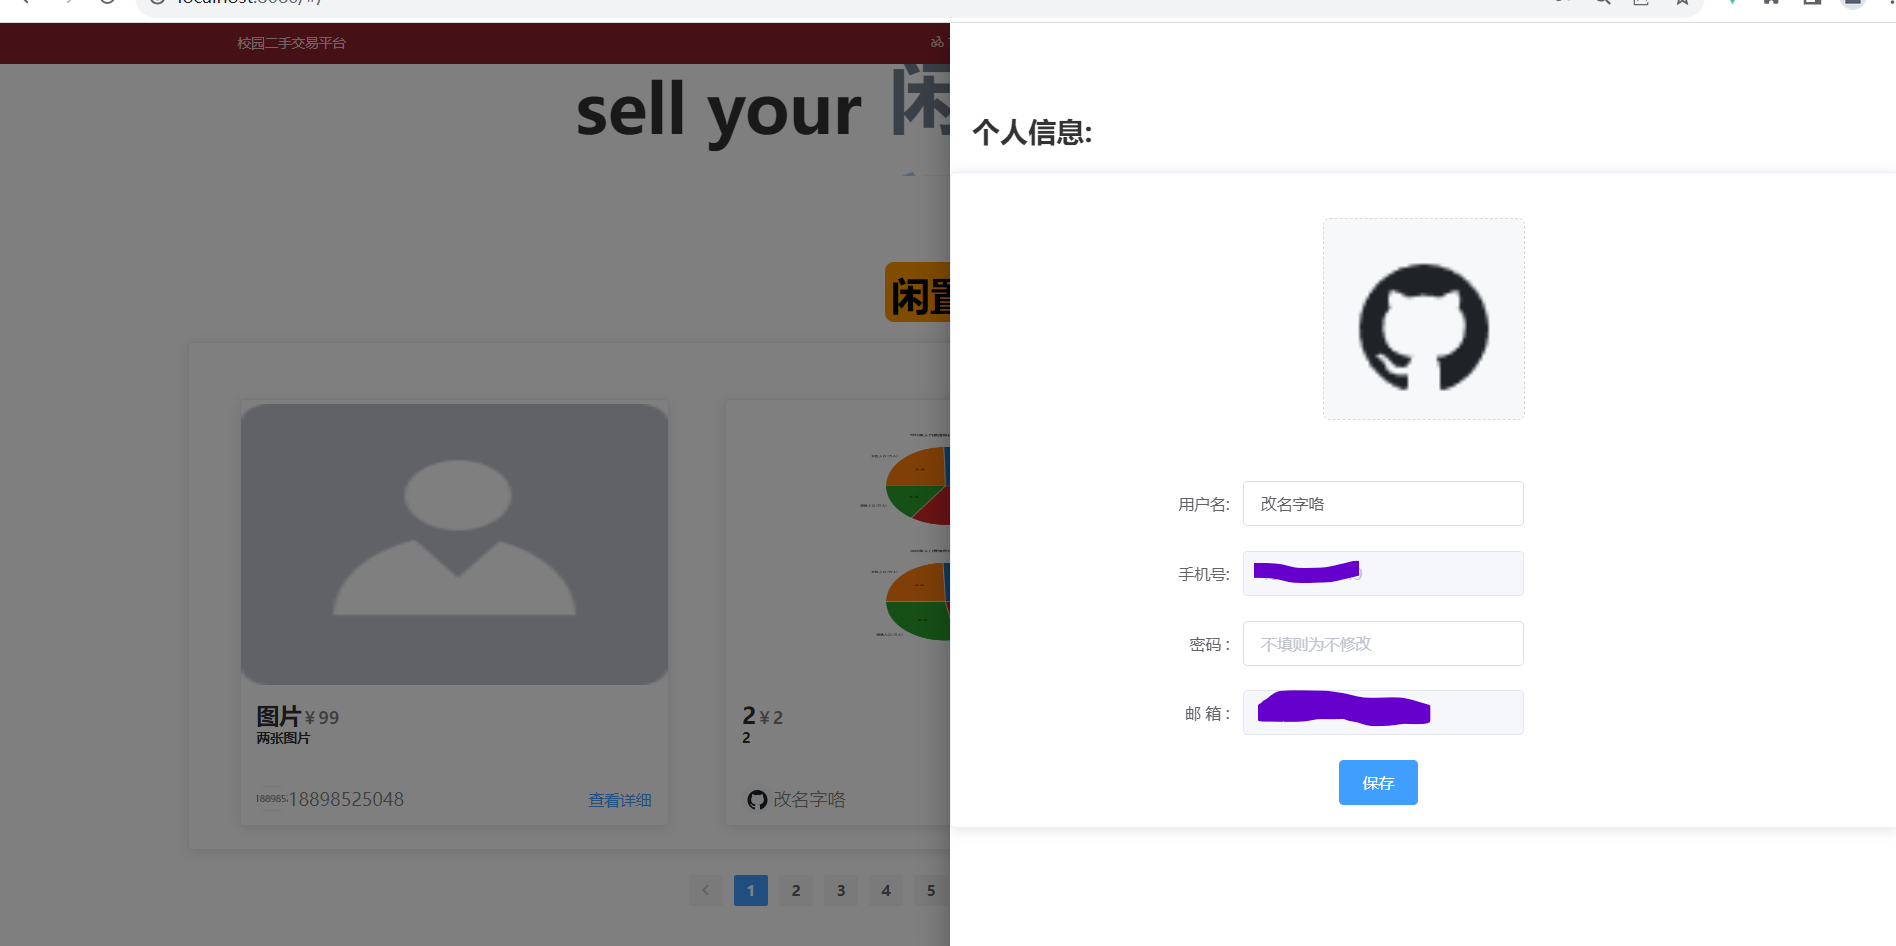 校园二手交易平台
sell your 闲
闲置
个人信息:
用户名: 改名字咯
手机号:
密码 : 不填则为不修改
邮 箱 :
保存
图片 ¥ 99
两张图片
18898525048
查看详细
2 ¥ 2
2
改名字咯
1 2 3 4 5